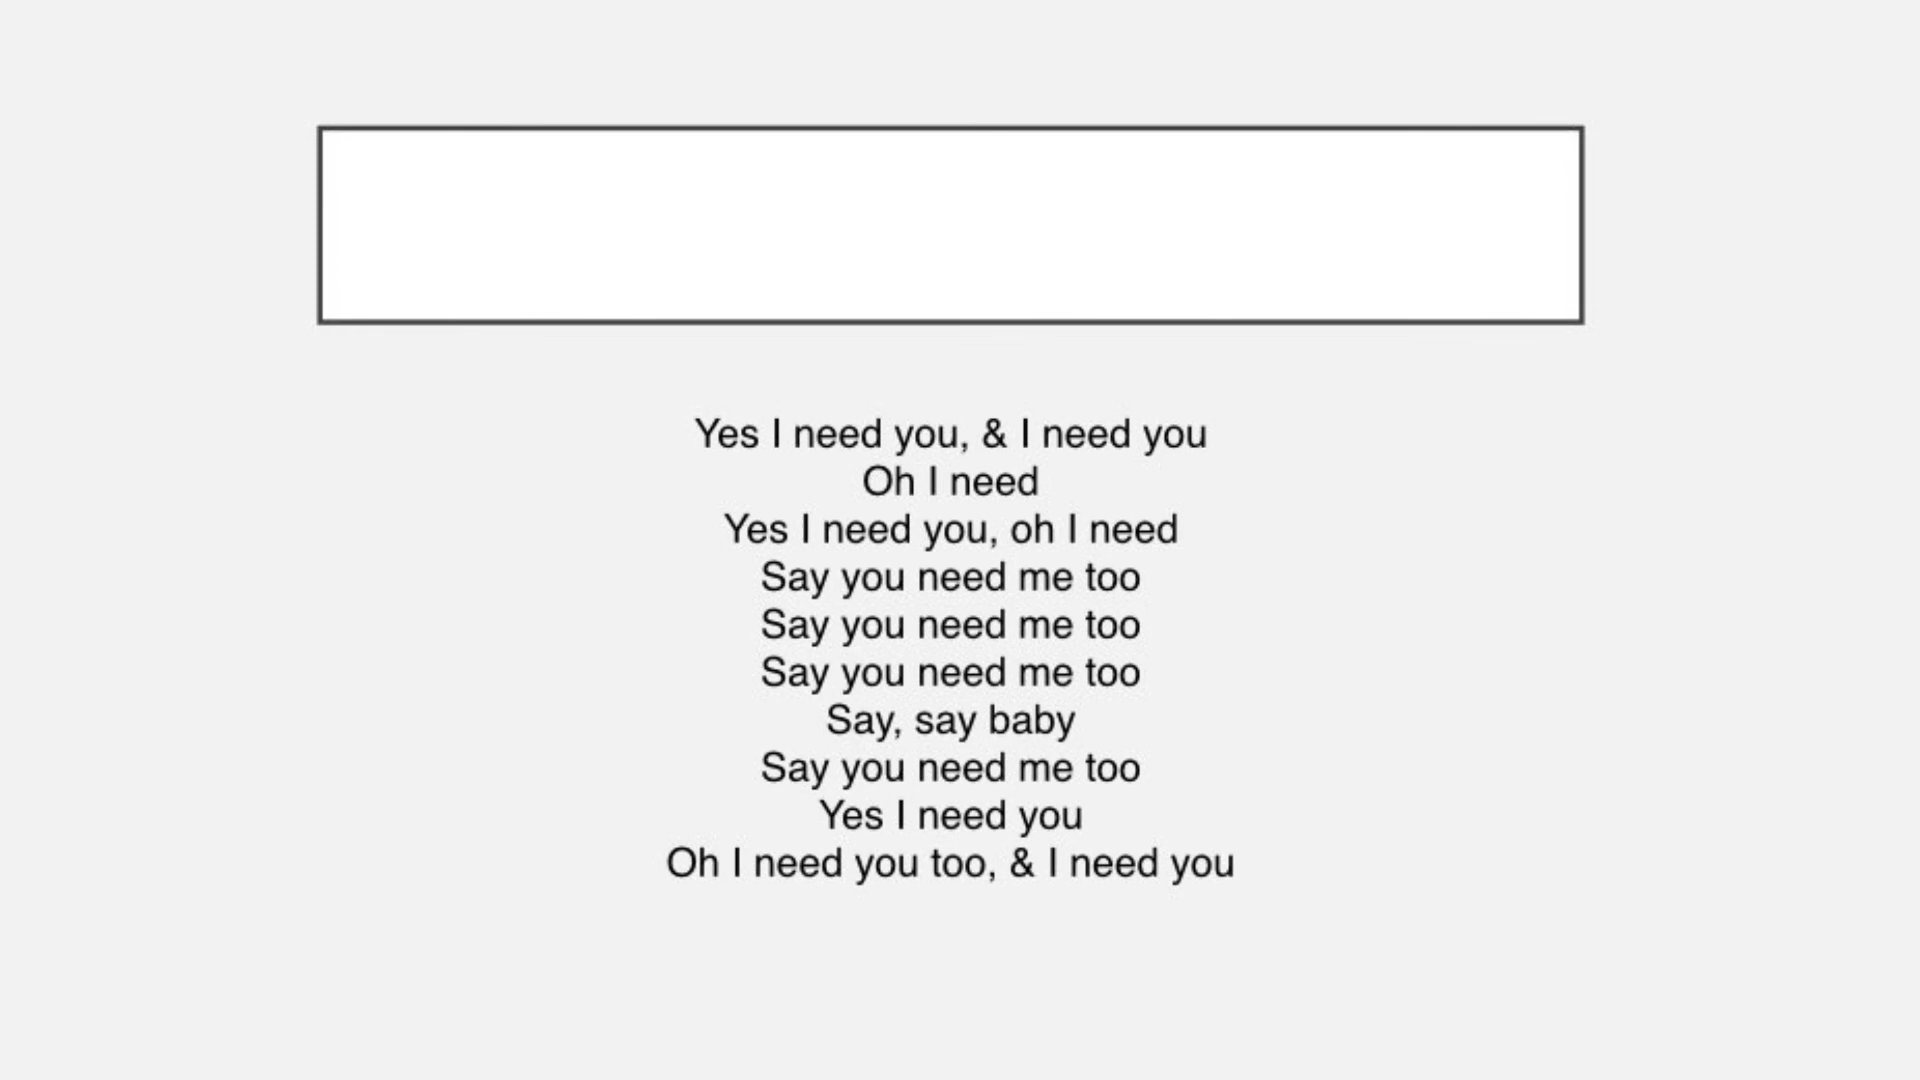 Yes I need you, & I need you
Oh I need
Yes I need you, oh I need
Say you need me too
Say you need me too
Say you need me too
Say, say baby
Say you need me too
Yes I need you
Oh I need you too, & I need you